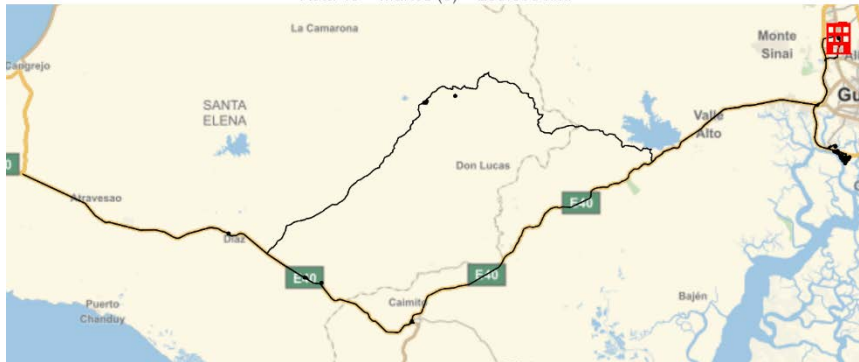 La Camarona
Monte
Sinai
Cangrejo
SANTA
ELENA
Valle
Alto
Don Lucas
Atravesao
E40
Díaz
E40
E40
Caimito
Puerto
Chanduy
Bajén